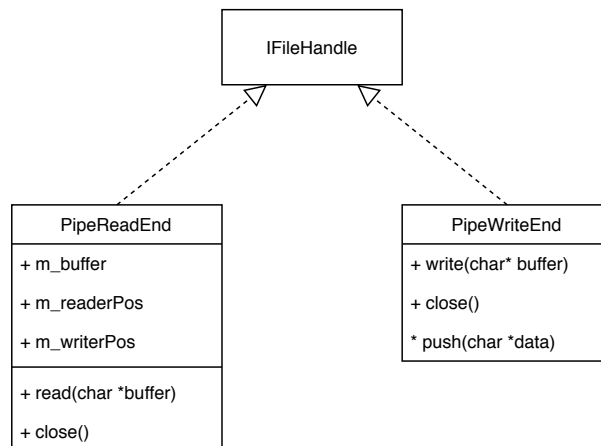 IFileHandle
PipeReadEnd
+ m_buffer
+ m_readerPos
+ m_writerPos
+ read(char *buffer)
+ close()
PipeWriteEnd
+ write(char* buffer)
+ close()
* push(char *data)